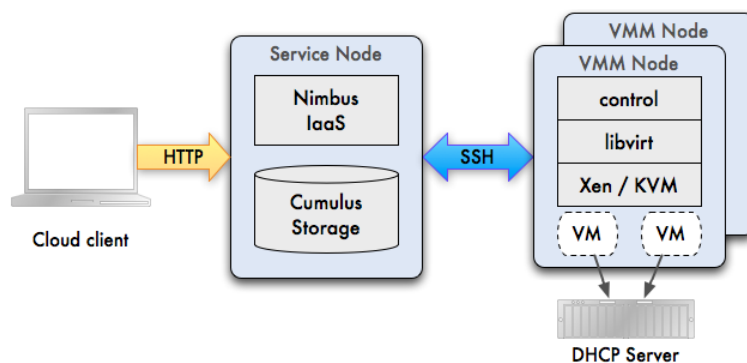 VMM Node
Service Node
VMM Node
Nimbus
IaaS
control
HTTP
SSH
libvirt
Cumulus
Storage
Xen / KVM
Cloud client
VM
VM
DHCP Server